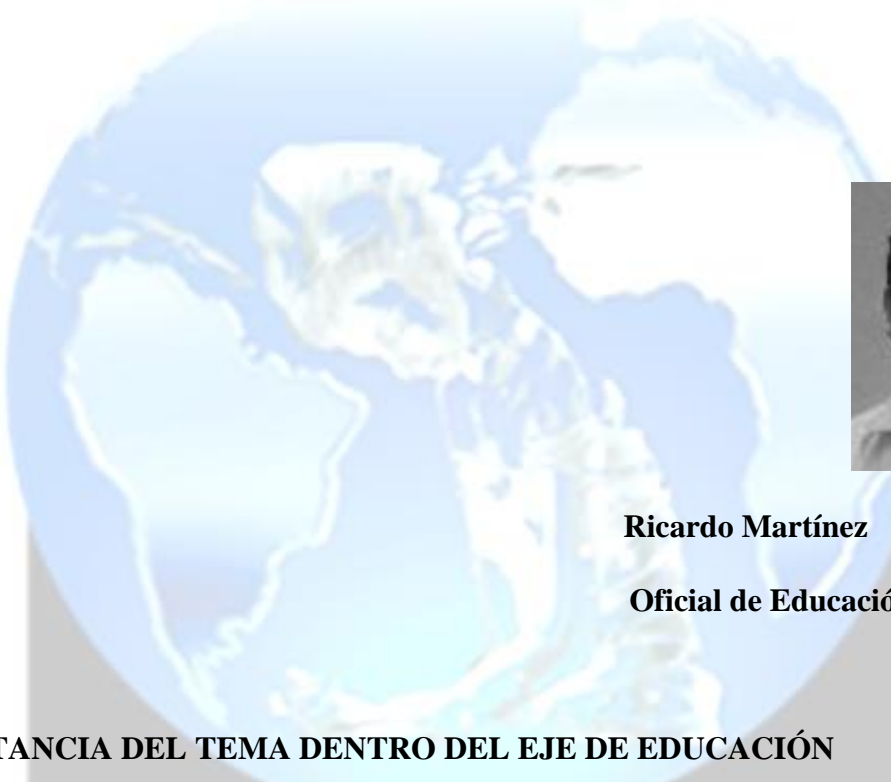 Ricardo Martínez
Oficial de Educació
TANCIA DEL TEMA DENTRO DEL EJE DE EDUCACIÓN